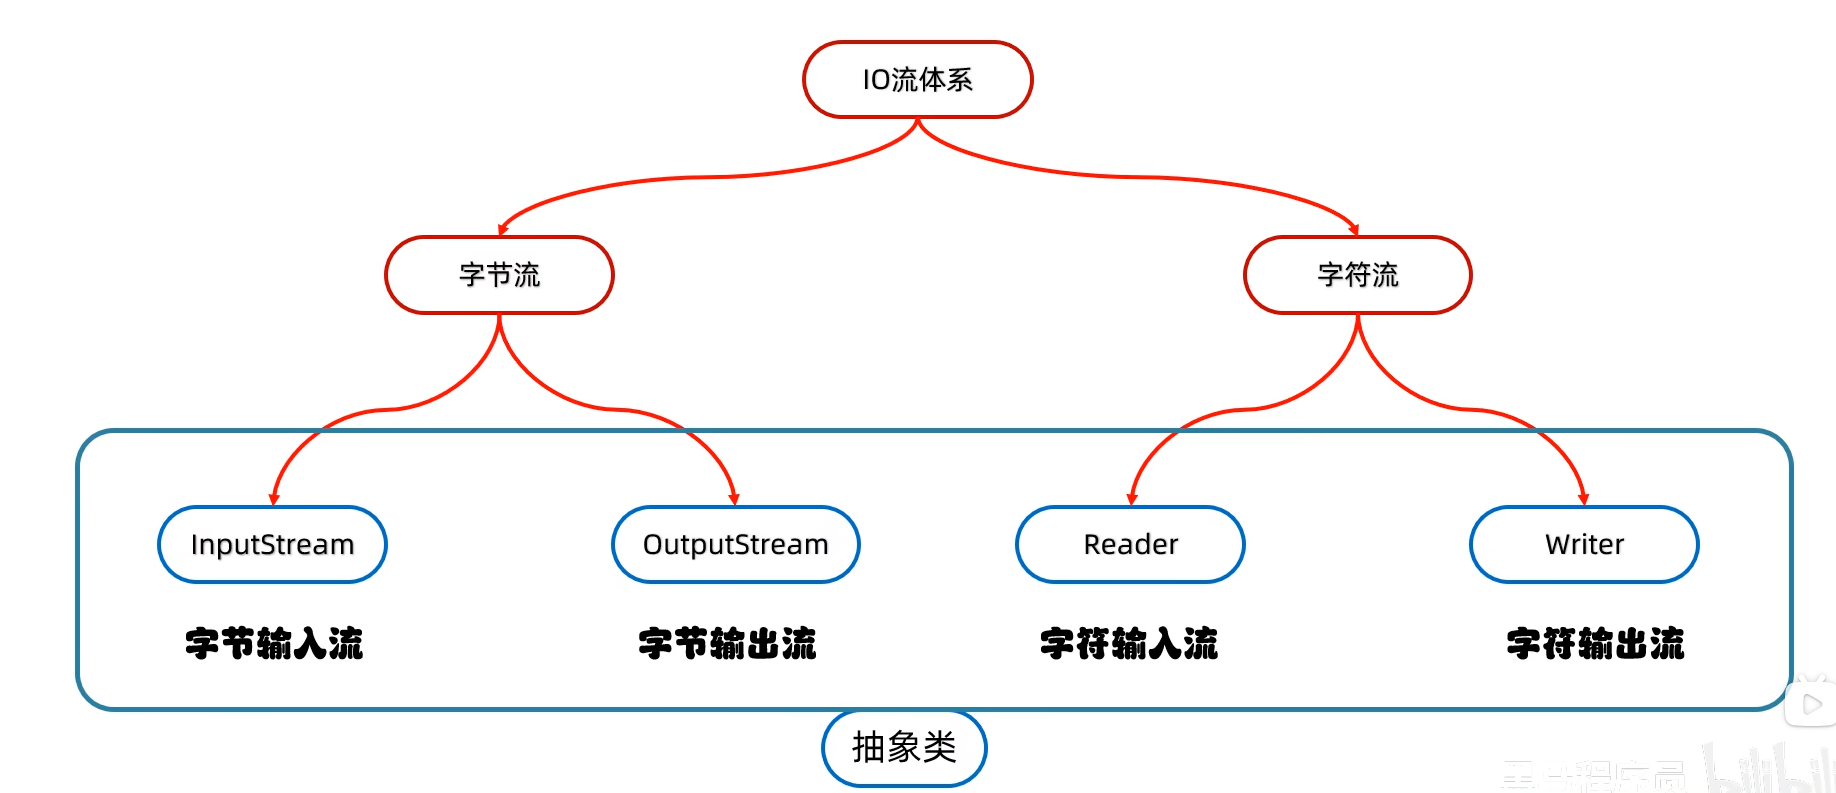 IO流体系
字节流
字符流
InputStream
OutputStream
Reader
Writer
字节输入流
字节输出流
字符输入流
字符输出流
抽象类
黑马程序员
bilibili